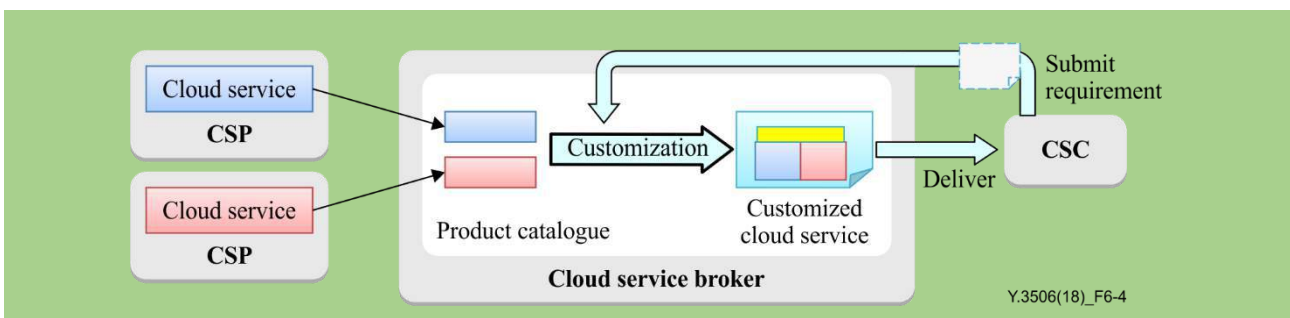 Cloud service
CSP
Cloud service
CSP
Product catalogue
Customization
Customized
cloud service
Cloud service broker
Submit
requirement
CSC
Deliver
Y.3506(18)_F6-4